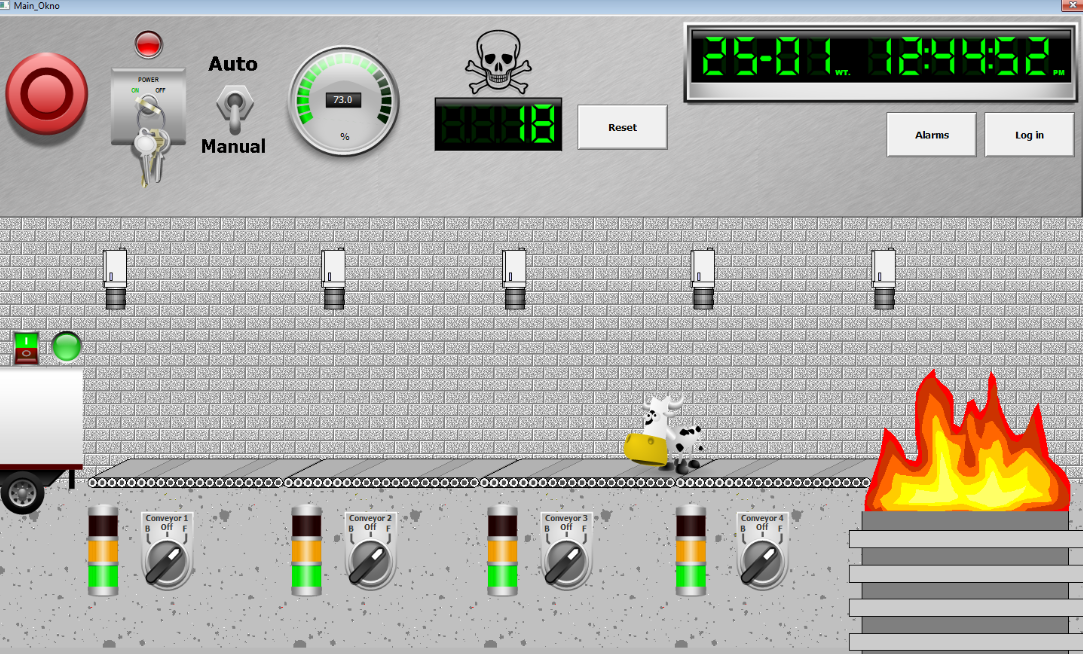 Main_Okno
POWER
ON OFF
Auto
Manual
73.0
%
18
Reset
25-01 WT. 12:44:52 PM
Alarms
Log in
I
O
Conveyor 1
B Off F
Conveyor 2
B Off F
Conveyor 3
B Off F
Conveyor 4
B Off F